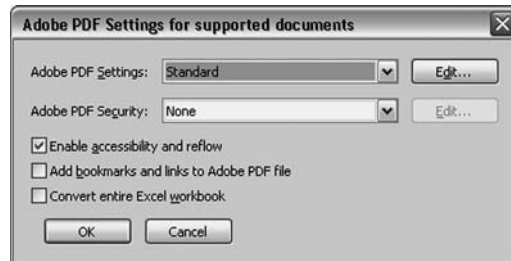 Adobe PDF Settings for supported documents
Adobe PDF Settings: Standard Edit...
Adobe PDF Security: None Edit...
Enable accessibility and reflow
Add bookmarks and links to Adobe PDF file
Convert entire Excel workbook
OK Cancel